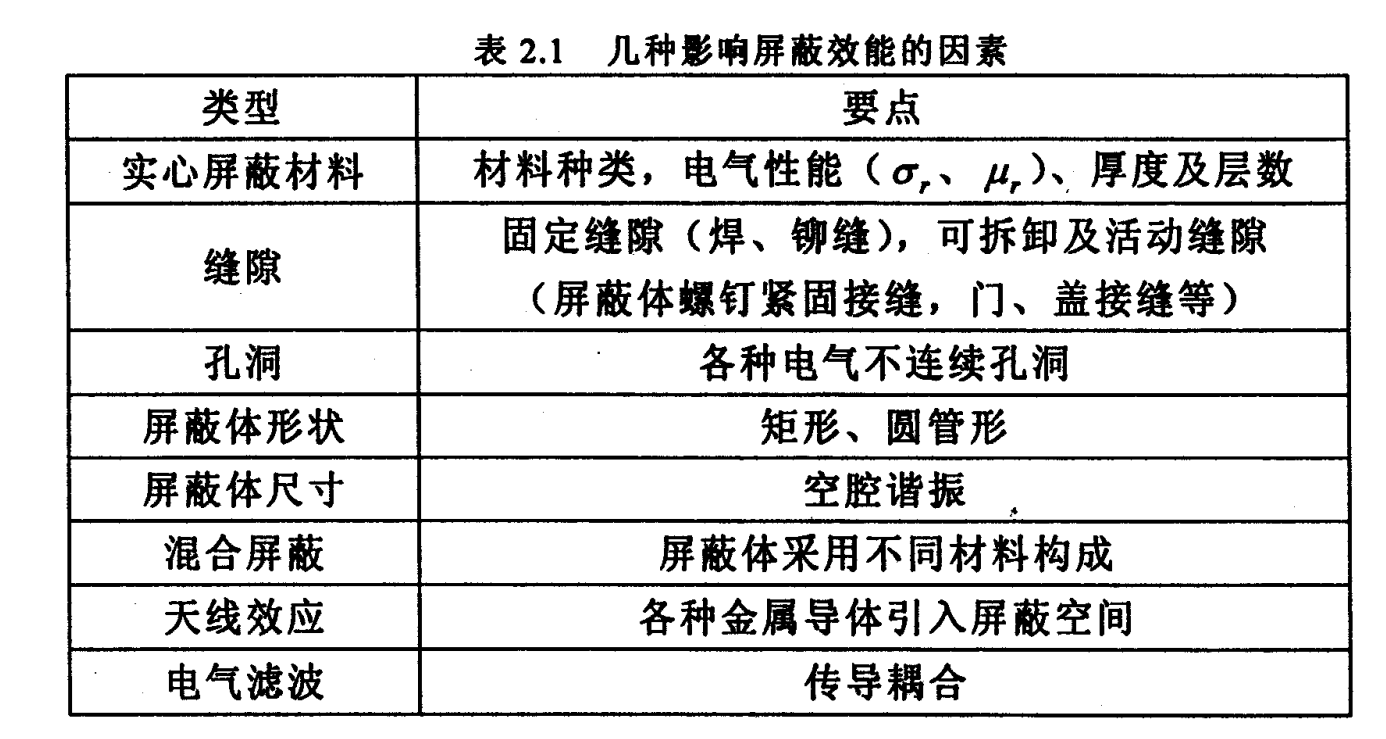 表 2.1 几种影响屏蔽效能的因素
类型 要点
实心屏蔽材料 材料种类，电气性能（σr、μr）、厚度及层数
固定缝隙（焊、铆缝），可拆卸及活动缝隙
缝隙
（屏蔽体螺钉紧固接缝，门、盖接缝等）
孔洞 各种电气不连续孔洞
屏蔽体形状 矩形、圆管形
屏蔽体尺寸 空腔谐振
混合屏蔽 屏蔽体采用不同材料构成
天线效应 各种金属导体引入屏蔽空间
电气滤波 传导耦合